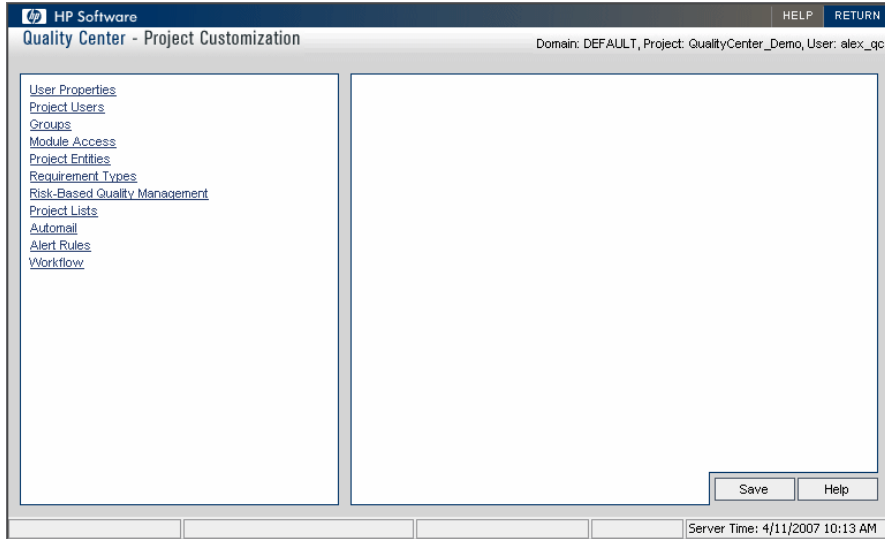 hp HP Software HELP RETURN
Quality Center - Project Customization
Domain: DEFAULT, Project: QualityCenter_Demo, User: alex_qc
User Properties
Project Users
Groups
Module Access
Project Entities
Requirement Types
Risk-Based Quality Management
Project Lists
Automail
Alert Rules
Workflow
Save Help
Server Time: 4/11/2007 10:13 AM